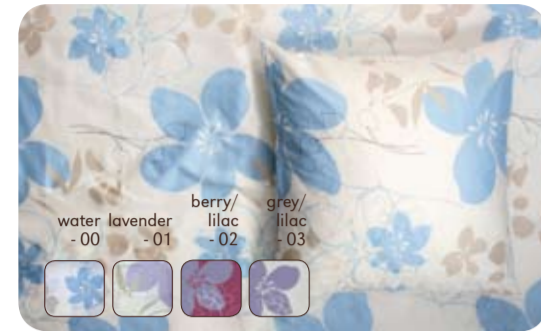 water - 00
lavender - 01
berry/
lilac
- 02
grey/
lilac
- 03